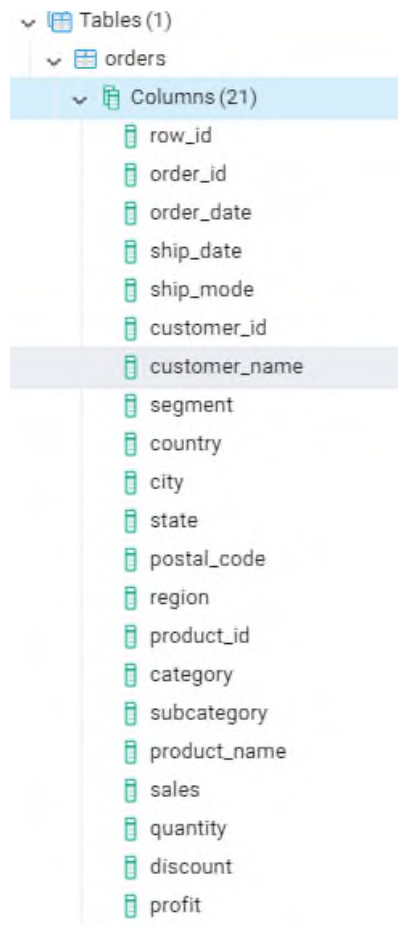 Tables (1)
orders
Columns (21)
row_id
order_id
order_date
ship_date
ship_mode
customer_id
customer_name
segment
country
city
state
postal_code
region
product_id
category
subcategory
product_name
sales
quantity
discount
profit